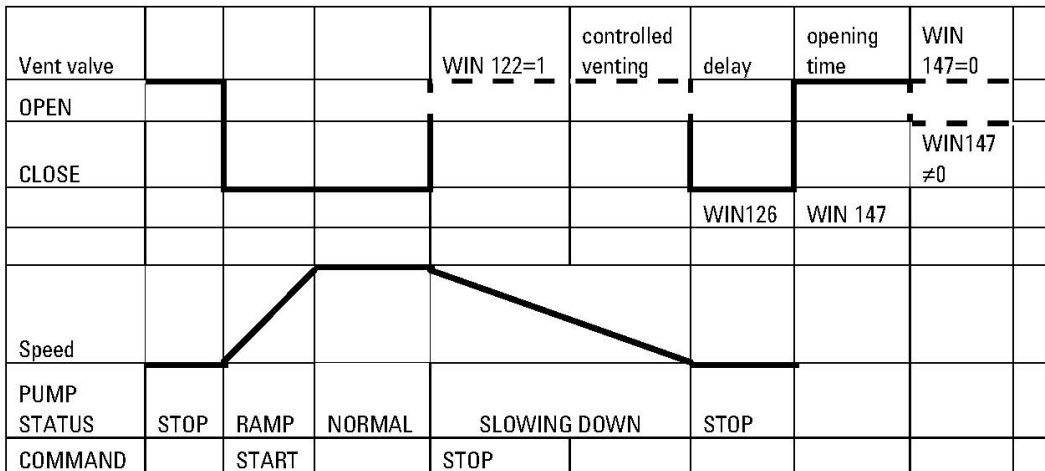 controlled opening WIN
Vent valve WIN 122=1 venting delay time 147=0
OPEN
WIN147
CLOSE ≠0
WIN126 WIN 147
Speed
PUMP
STATUS STOP RAMP NORMAL SLOWING DOWN STOP
COMMAND START STOP